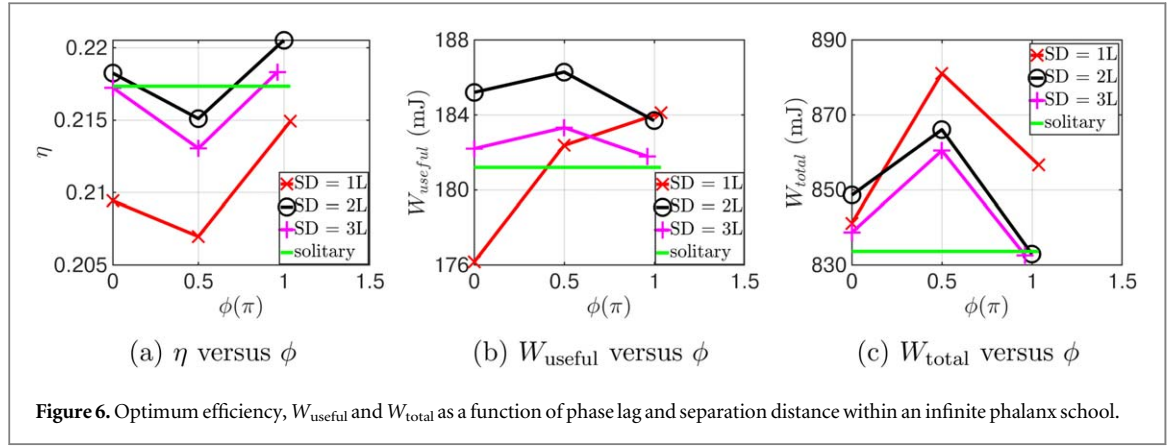 0.22
0.215
0.21
0.205
η
0 0.5 1 1.5
ϕ(π)
SD = 1L
SD = 2L
SD = 3L
solitary
(a) η versus ϕ
188
184
180
176
W_useful (mJ)
0 0.5 1 1.5
ϕ(π)
SD = 1L
SD = 2L
SD = 3L
solitary
(b) W_useful versus ϕ
890
870
850
830
W_total (mJ)
0 0.5 1 1.5
ϕ(π)
SD = 1L
SD = 2L
SD = 3L
solitary
(c) W_total versus ϕ
Figure 6. Optimum efficiency, W_useful and W_total as a function of phase lag and separation distance within an infinite phalanx school.